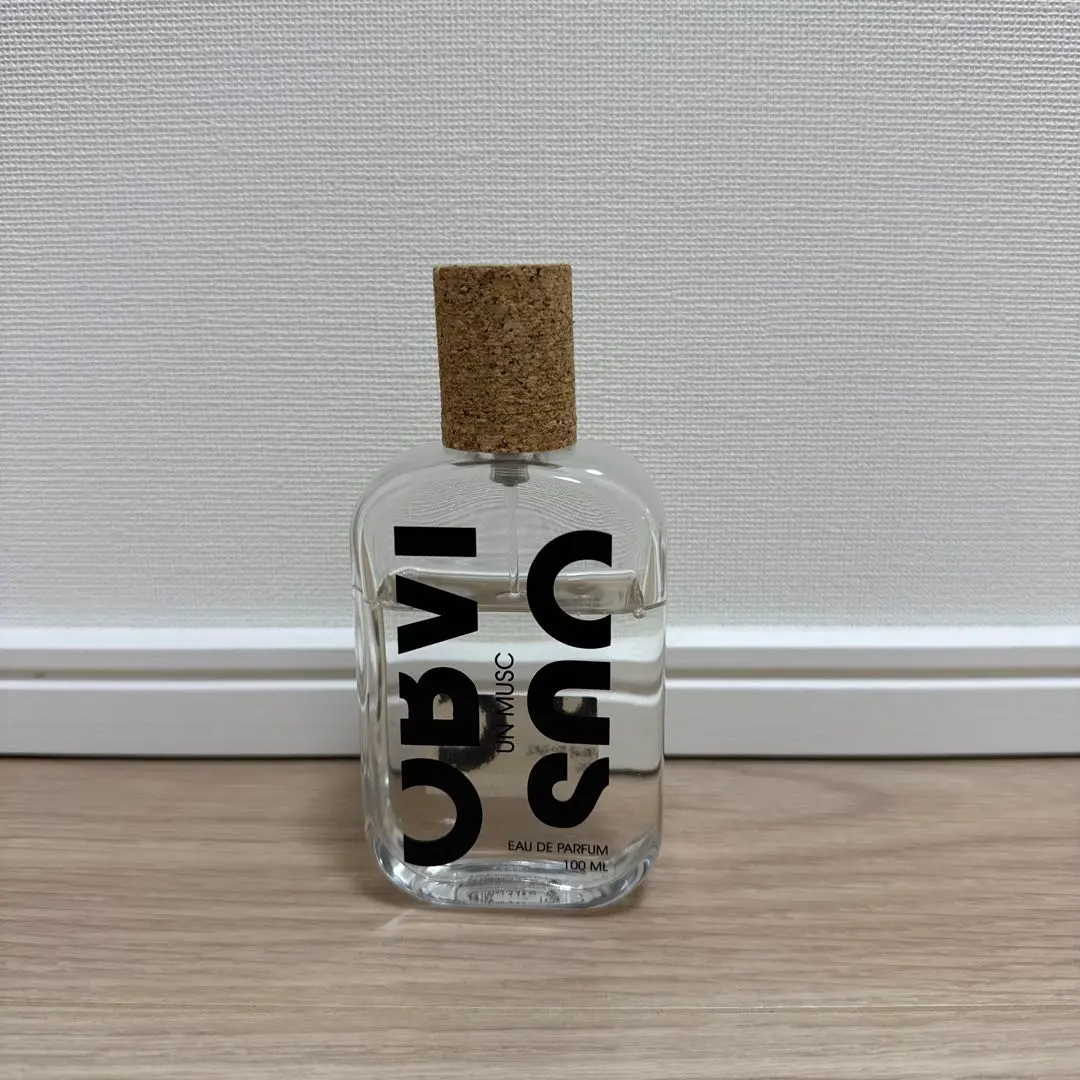 OBVI
OUS
UN MUSC
EAU DE PARFUM
100 ML